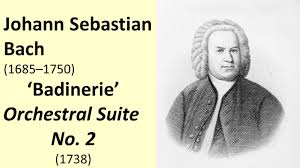 Johann Sebastian
Bach
(1685–1750)
‘Badinerie’
Orchestral Suite
No. 2
(1738)